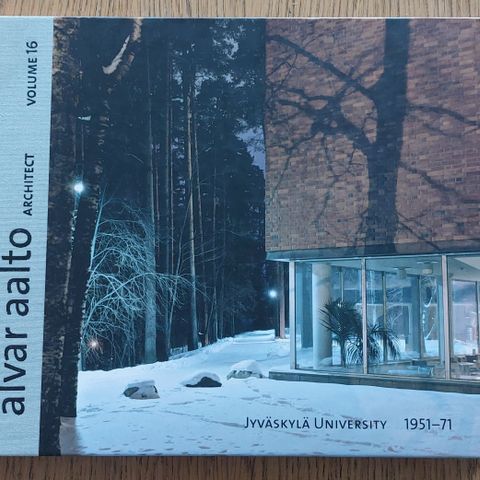 alvar aalto ARCHITECT VOLUME 16
JYVÄSKYLÄ UNIVERSITY 1951–71